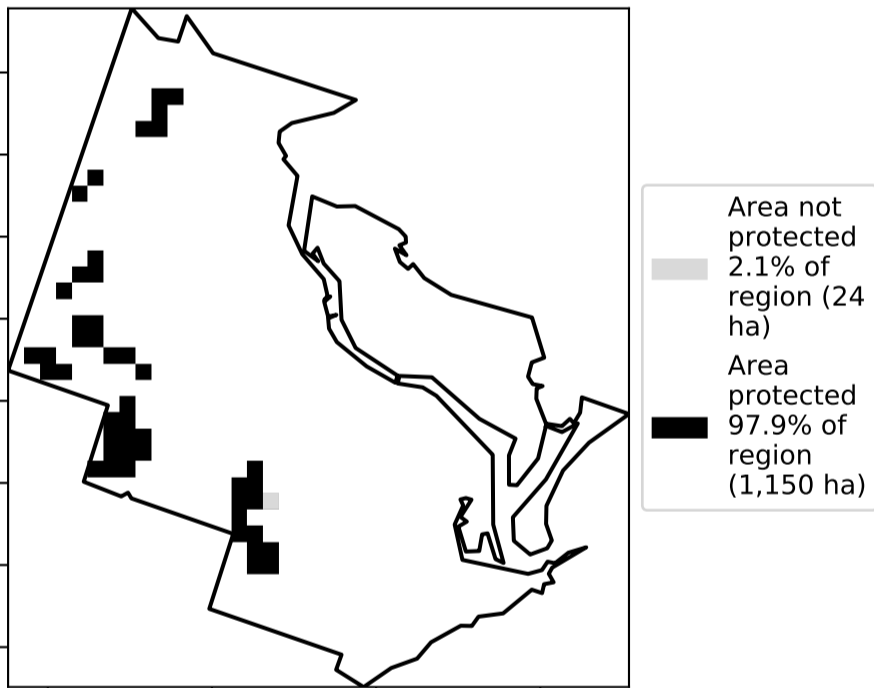 Area not
protected
2.1% of
region (24
ha)
Area
protected
97.9% of
region
(1,150 ha)